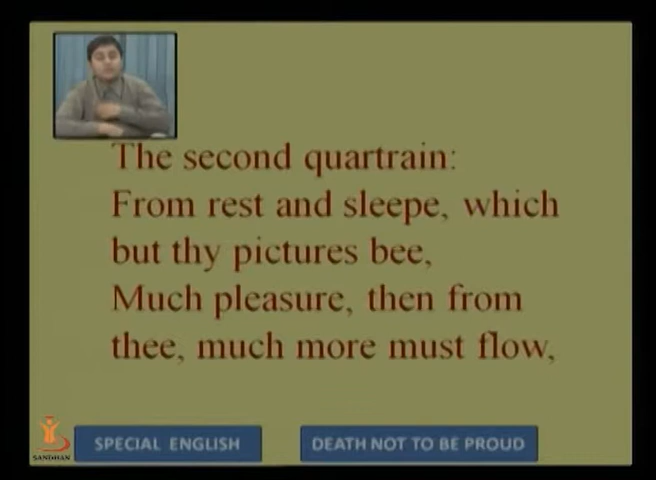 The second quartrain:
From rest and sleepe, which
but thy pictures bee,
Much pleasure, then from
thee, much more must flow,
SANDHAN
SPECIAL ENGLISH
DEATH NOT TO BE PROUD